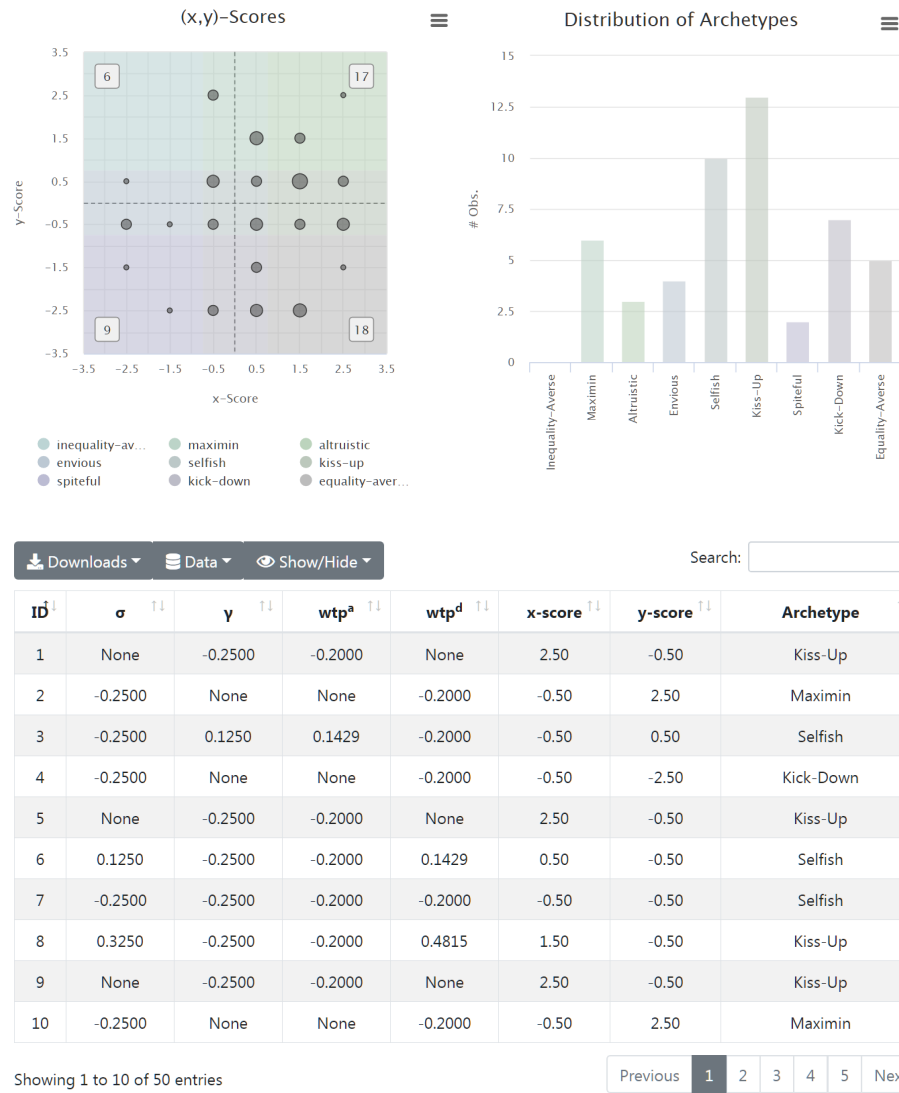 (x,y)-Scores
3.5
2.5
1.5
0.5
−0.5
−1.5
−2.5
−3.5
y-Score
6
17
9
18
−3.5 −2.5 −1.5 −0.5 0.5 1.5 2.5 3.5
x-Score
inequality-av... maximin altruistic
envious selfish kiss-up
spiteful kick-down equality-aver...
Distribution of Archetypes
15
12.5
10
7.5
5
2.5
0
# Obs.
Inequality-Averse
Maximin
Altruistic
Envious
Selfish
Kiss-Up
Spiteful
Kick-Down
Equality-Averse
Downloads Data Show/Hide Search:
ID σ γ wtpᵃ wtpᵈ x-score y-score Archetype
1 None -0.2500 -0.2000 None 2.50 -0.50 Kiss-Up
2 -0.2500 None None -0.2000 -0.50 2.50 Maximin
3 -0.2500 0.1250 0.1429 -0.2000 -0.50 0.50 Selfish
4 -0.2500 None None -0.2000 -0.50 -2.50 Kick-Down
5 None -0.2500 -0.2000 None 2.50 -0.50 Kiss-Up
6 0.1250 -0.2500 -0.2000 0.1429 0.50 -0.50 Selfish
7 -0.2500 -0.2500 -0.2000 -0.2000 -0.50 -0.50 Selfish
8 0.3250 -0.2500 -0.2000 0.4815 1.50 -0.50 Kiss-Up
9 None -0.2500 -0.2000 None 2.50 -0.50 Kiss-Up
10 -0.2500 None None -0.2000 -0.50 2.50 Maximin
Showing 1 to 10 of 50 entries
Previous 1 2 3 4 5 Nex